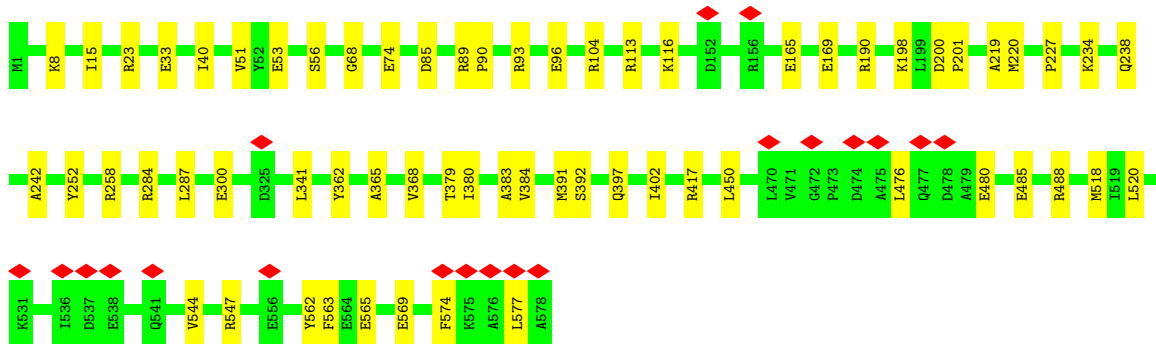 M1 K8 I15 R23 E33 I40 V51 Y52 E53 S56 G68 E74 D85 R89 P90 R93 E96 R104 R113 K116 D152 R156 E165 E169 R190 K198 L199 D200 P201 A219 M220 P227 K234 Q238
A242 Y252 R258 R284 L287 E300 D325 L341 Y362 A365 V368 T379 I380 A383 V384 M391 S392 Q397 I402 R417 L450 L470 V471 G472 P473 D474 A475 L476 Q477 D478 A479 E480 E485 R488 M518 I519 L520
K531 I536 D537 E538 Q541 V544 R547 E556 Y562 F563 E564 E565 E569 F574 K575 A576 L577 A578